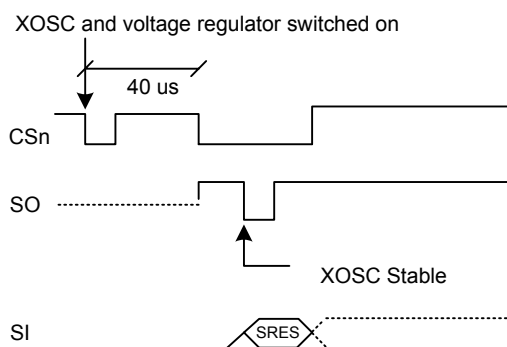 XOSC and voltage regulator switched on
40 us
CSn
SO
XOSC Stable
SI
SRES